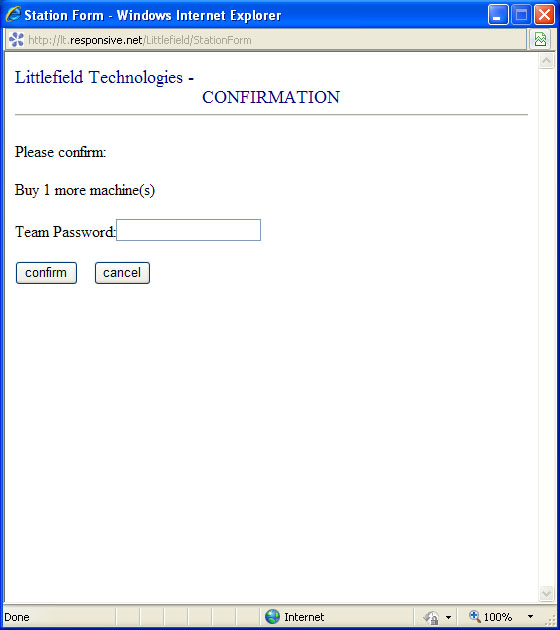 Station Form - Windows Internet Explorer
http://lt.responsive.net/Littlefield/StationForm
Littlefield Technologies -
CONFIRMATION
Please confirm:
Buy 1 more machine(s)
Team Password:
confirm cancel
Done Internet 100%